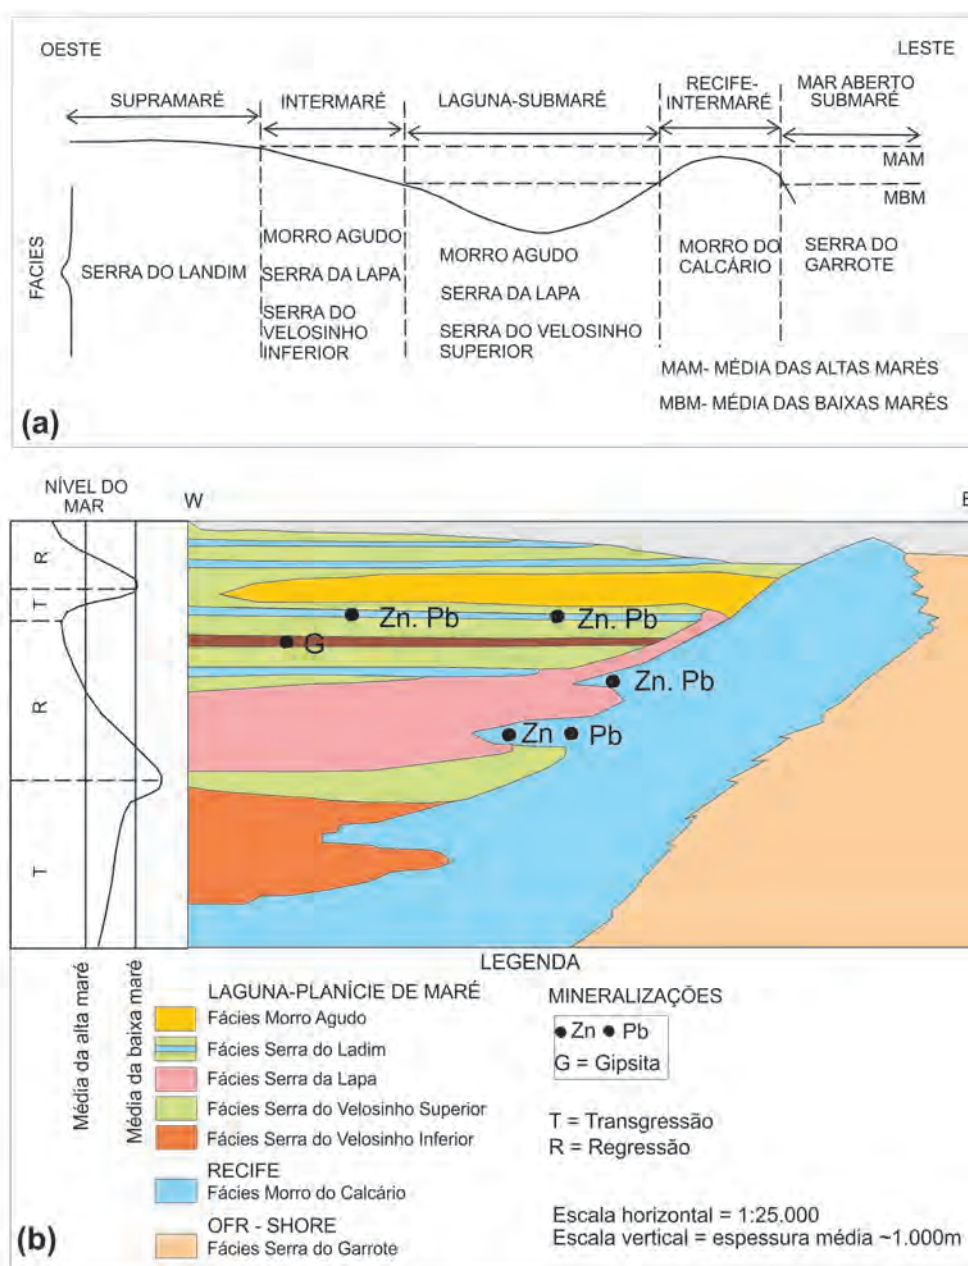 OESTE
LESTE
SUPRAMARÉ
INTERMARÉ
LAGUNA-SUBMARÉ
RECIFE-
INTERMARÉ
MAR ABERTO
SUBMARÉ
MAM
MBM
FÁCIES
SERRA DO LANDIM
MORRO AGUDO
SERRA DA LAPA
SERRA DO
VELOSINHO
INFERIOR
MORRO AGUDO
SERRA DA LAPA
SERRA DO VELOSINHO
SUPERIOR
MORRO DO
CALCÁRIO
SERRA DO
GARROTE
MAM- MÉDIA DAS ALTAS MARÉS
MBM- MÉDIA DAS BAIXAS MARÉS
(a)
NÍVEL DO
MAR
W
E
R
T
R
T
Zn. Pb
Zn. Pb
G
Zn. Pb
Zn
Pb
Média da alta maré
Média da baixa maré
LEGENDA
LAGUNA-PLANÍCIE DE MARÉ
Fácies Morro Agudo
Fácies Serra do Ladim
Fácies Serra da Lapa
Fácies Serra do Velosinho Superior
Fácies Serra do Velosinho Inferior
RECIFE
Fácies Morro do Calcário
OFR - SHORE
Fácies Serra do Garrote
MINERALIZAÇÕES
Zn Pb
G = Gipsita
T = Transgressão
R = Regressão
Escala horizontal = 1:25.000
Escala vertical = espessura média ~1.000m
(b)